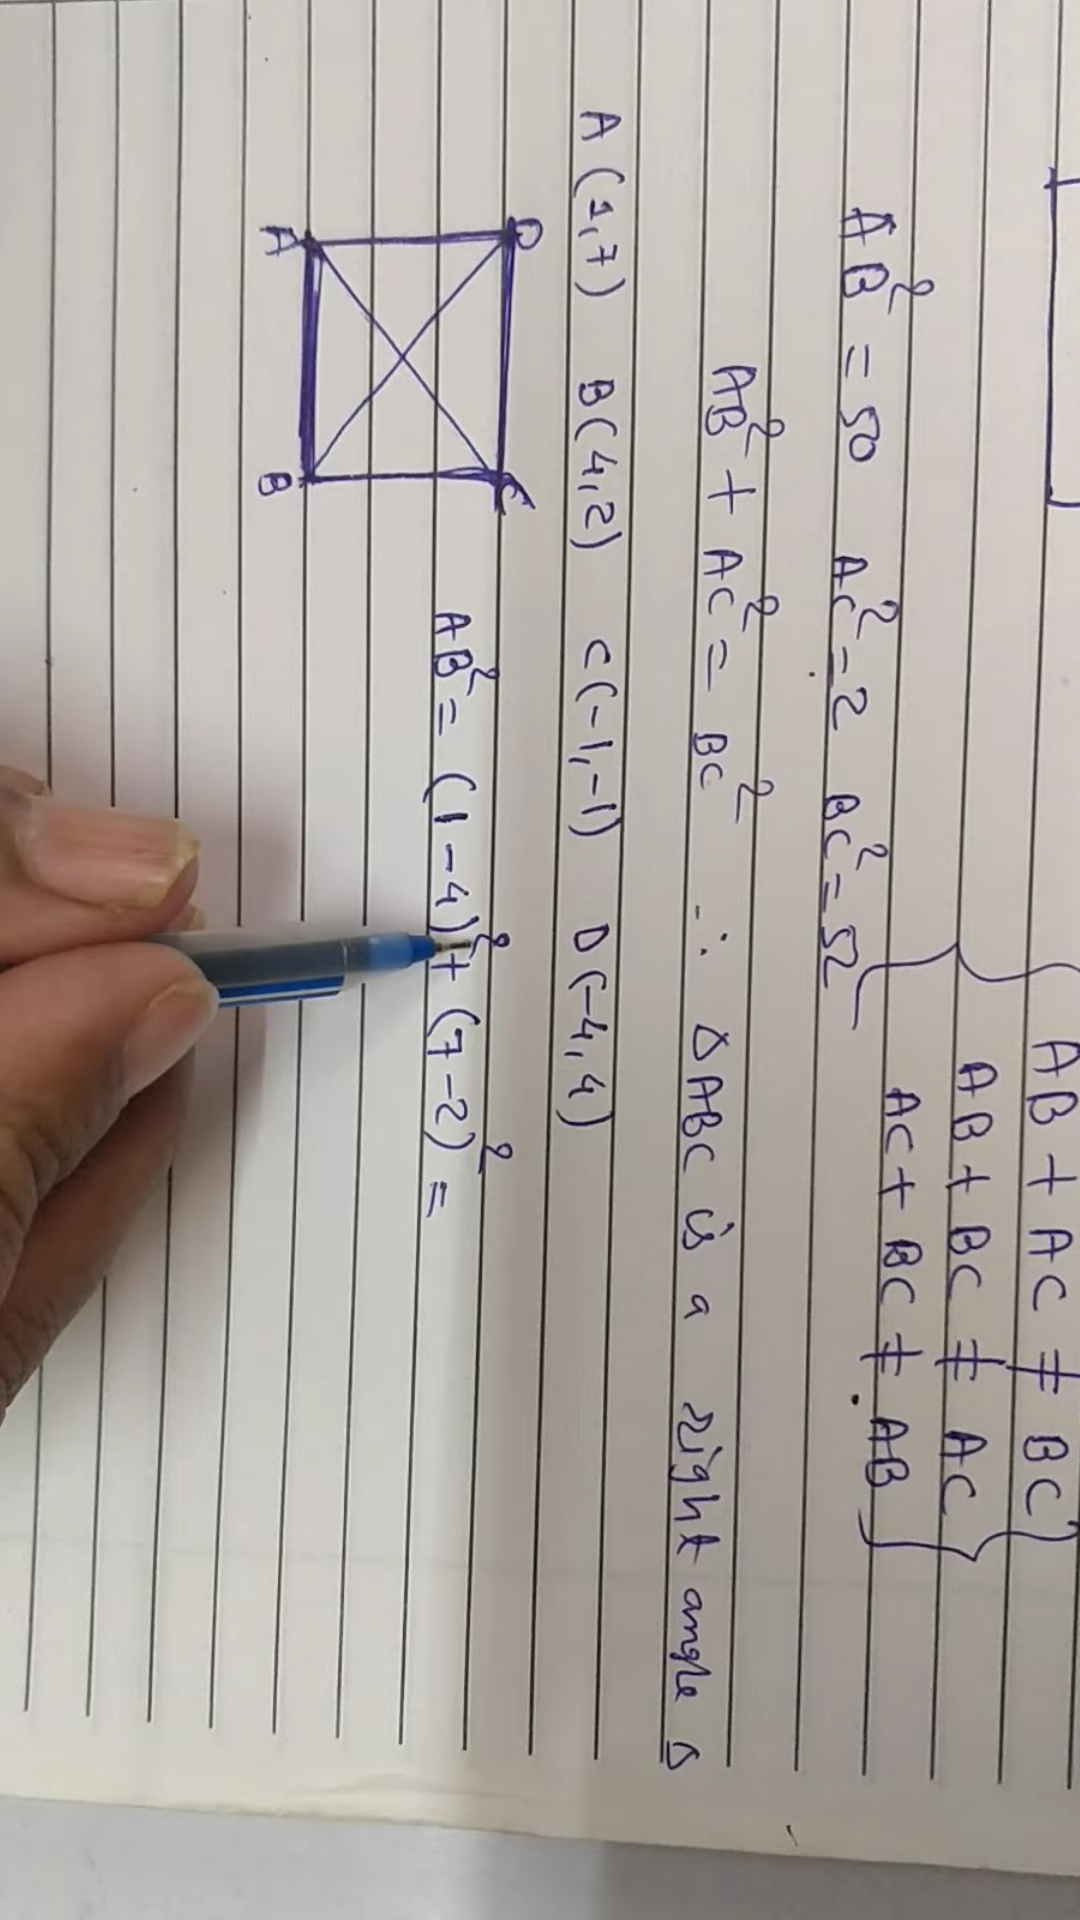 AB + AC ≠ BC
AB + BC ≠ AC
AC + BC ≠ AB
AB² = 50 AC² = 2 BC² = 52
AB² + AC² = BC² ∴ Δ ABC is a right angle Δ
A (1,7) B(4,2) C(-1,-1) D(-4,4)
D C
AB² = (1-4)² + (7-2)² =
A B